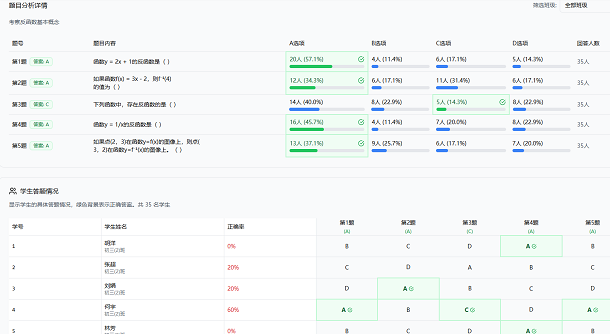 题目分析详情
筛选班级: 全部班级
考察反函数基本概念
题号 题目内容 A选项 B选项 C选项 D选项 回答人数
第1题 答案: A 函数y = 2x + 1的反函数是（ ） 20人 (57.1%) 4人 (11.4%) 6人 (17.1%) 5人 (14.3%) 35人
第2题 答案: A 如果函数f(x) = 3x - 2，则f⁻¹(4)
的值为（ ） 12人 (34.3%) 6人 (17.1%) 11人 (31.4%) 6人 (17.1%) 35人
第3题 答案: C 下列函数中，存在反函数的是（ ） 14人 (40.0%) 8人 (22.9%) 5人 (14.3%) 8人 (22.9%) 35人
第4题 答案: A 函数y = 1/x的反函数是（ ） 16人 (45.7%) 4人 (11.4%) 7人 (20.0%) 8人 (22.9%) 35人
第5题 答案: A 如果点(2，3)在函数y=f(x)的图像上，则点(
3，2)在函数y=f⁻¹(x)的图像上。（ ） 13人 (37.1%) 9人 (25.7%) 6人 (17.1%) 7人 (20.0%) 35人
学生答题情况
显示学生的具体答题情况，绿色背景表示正确答案。共 35 名学生
学号 学生姓名 正确率 第1题 第2题 第3题 第4题 第5题
(A) (A) (C) (A) (A)
1 明洋 0% B C D A B
初三(2)班
2 张超 20% C D A B C
初三(2)班
3 刘娟 20% D A B C D
初三(2)班
4 何宇 60% A B C D A
初三(2)班
5 林芳 0% B C D A B